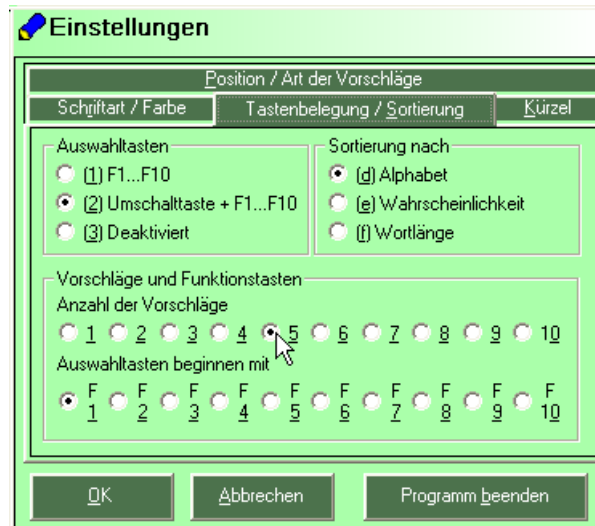 Einstellungen
Position / Art der Vorschläge
Schriftart / Farbe Tastenbelegung / Sortierung Kürzel
Auswahltasten Sortierung nach
(1) F1...F10 (d) Alphabet
(2) Umschalttaste + F1...F10 (e) Wahrscheinlichkeit
(3) Deaktiviert (f) Wortlänge
Vorschläge und Funktionstasten
Anzahl der Vorschläge
1 2 3 4 5 6 7 8 9 10
Auswahltasten beginnen mit
F F F F F F F F F F
1 2 3 4 5 6 7 8 9 10
OK Abbrechen Programm beenden